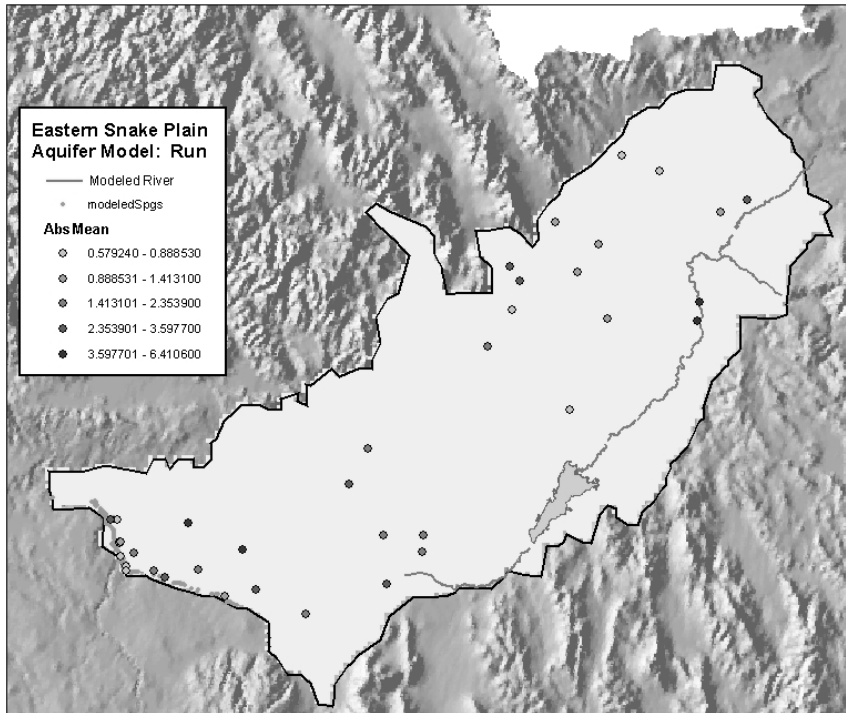 Eastern Snake Plain
Aquifer Model: Run
Modeled River
modeledSpgs
AbsMean
0.579240 - 0.888530
0.888531 - 1.413100
1.413101 - 2.353900
2.353901 - 3.597700
3.597701 - 6.410600